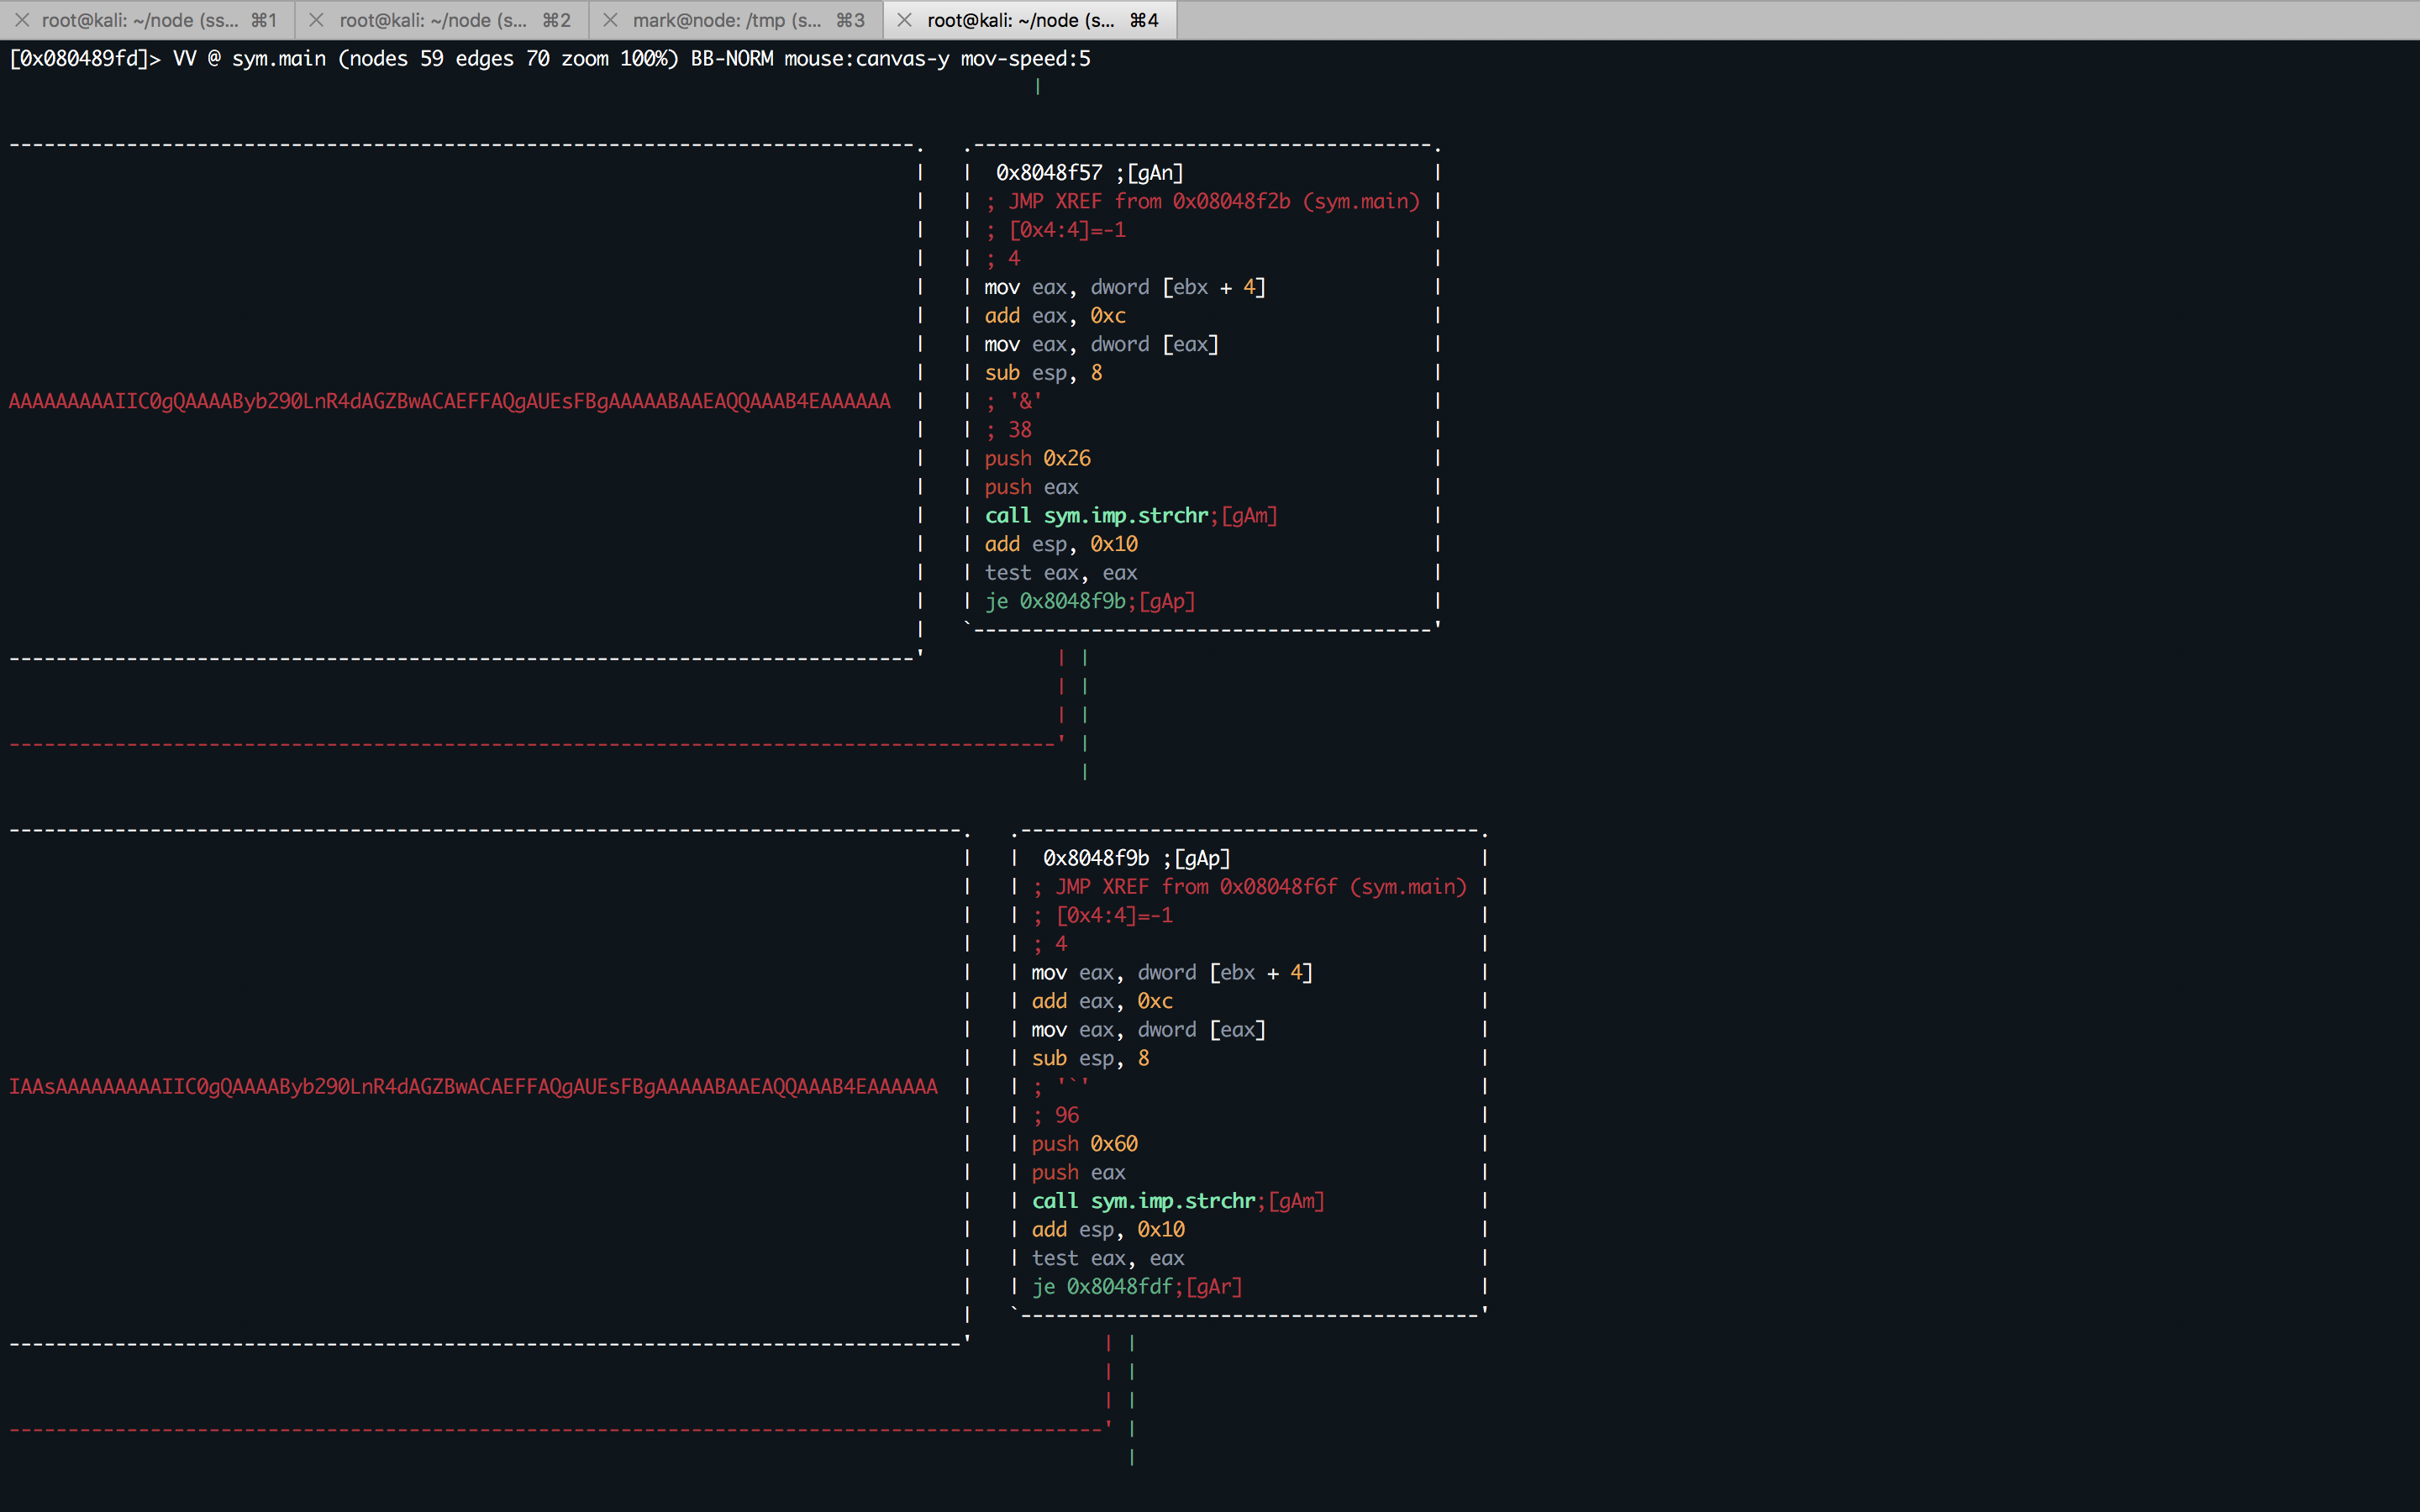 root@kali: ~/node (ss... ⌘1
root@kali: ~/node (s... ⌘2
mark@node: /tmp (s... ⌘3
root@kali: ~/node (s... ⌘4
[0x080489fd]> VV @ sym.main (nodes 59 edges 70 zoom 100%) BB-NORM mouse:canvas-y mov-speed:5
0x8048f57 ;[gAn]
; JMP XREF from 0x08048f2b (sym.main)
; [0x4:4]=-1
; 4
mov eax, dword [ebx + 4]
add eax, 0xc
mov eax, dword [eax]
sub esp, 8
AAAAAAAAAIIC0gQAAAAByb290LnR4dAGZBwACAEFFAQgAUEsFBgAAAAABAAEAQQAAAB4EAAAAAA
; '&'
; 38
push 0x26
push eax
call sym.imp.strchr;[gAm]
add esp, 0x10
test eax, eax
je 0x8048f9b;[gAp]
0x8048f9b ;[gAp]
; JMP XREF from 0x08048f6f (sym.main)
; [0x4:4]=-1
; 4
mov eax, dword [ebx + 4]
add eax, 0xc
mov eax, dword [eax]
sub esp, 8
IAAsAAAAAAAAAIIC0gQAAAAByb290LnR4dAGZBwACAEFFAQgAUEsFBgAAAAABAAEAQQAAAB4EAAAAAA
; '`'
; 96
push 0x60
push eax
call sym.imp.strchr;[gAm]
add esp, 0x10
test eax, eax
je 0x8048fdf;[gAr]